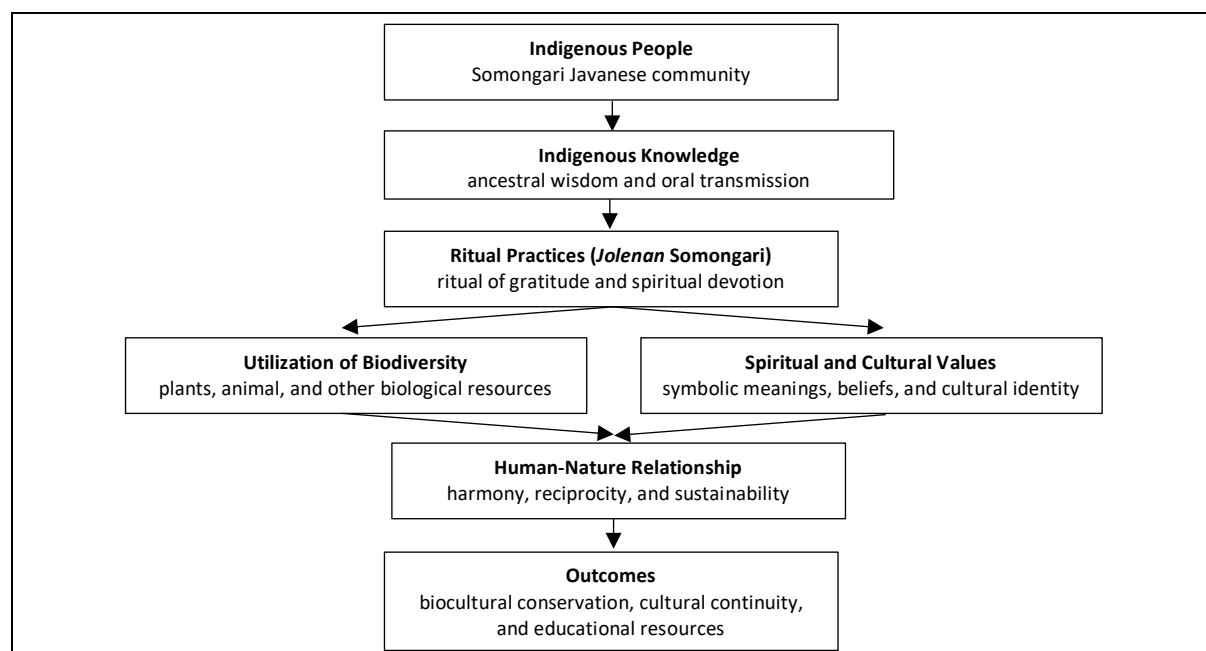 Indigenous People
Somongari Javanese community
Indigenous Knowledge
ancestral wisdom and oral transmission
Ritual Practices (Jolenan Somongari)
ritual of gratitude and spiritual devotion
Utilization of Biodiversity
plants, animal, and other biological resources
Spiritual and Cultural Values
symbolic meanings, beliefs, and cultural identity
Human-Nature Relationship
harmony, reciprocity, and sustainability
Outcomes
biocultural conservation, cultural continuity,
and educational resources